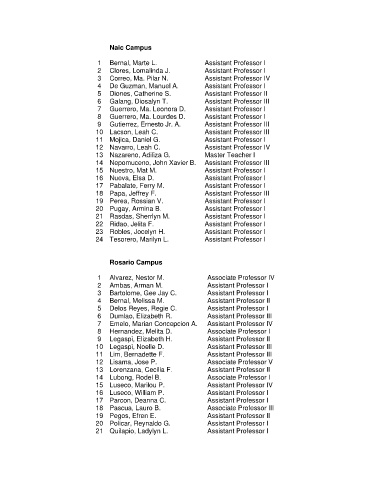 Naic Campus
1 Bernal, Marte L. Assistant Professor I
2 Clores, Lomalinda J. Assistant Professor I
3 Correo, Ma. Pilar N. Assistant Professor IV
4 De Guzman, Manuel A. Assistant Professor I
5 Diones, Catherine S. Assistant Professor II
6 Galang, Diosalyn T. Assistant Professor III
7 Guerrero, Ma. Leonora D. Assistant Professor I
8 Guerrero, Ma. Lourdes D. Assistant Professor I
9 Gutierrez, Ernesto Jr. A. Assistant Professor III
10 Lacson, Leah C. Assistant Professor III
11 Mojica, Daniel G. Assistant Professor I
12 Navarro, Leah C. Assistant Professor IV
13 Nazareno, Adiliza G. Master Teacher I
14 Nepomuceno, John Xavier B. Assistant Professor III
15 Nuestro, Mat M. Assistant Professor I
16 Nueva, Elsa D. Assistant Professor I
17 Pabalate, Ferry M. Assistant Professor I
18 Papa, Jeffrey F. Assistant Professor III
19 Perea, Rossian V. Assistant Professor I
20 Pugay, Armina B. Assistant Professor I
21 Rasdas, Sherrlyn M. Assistant Professor I
22 Ridao, Jelita F. Assistant Professor I
23 Robles, Jocelyn H. Assistant Professor I
24 Tesorero, Marilyn L. Assistant Professor I
Rosario Campus
1 Alvarez, Nestor M. Associate Professor IV
2 Ambas, Arman M. Assistant Professor I
3 Bartolome, Gee Jay C. Assistant Professor I
4 Bernal, Melissa M. Assistant Professor II
5 Delos Reyes, Regie C. Assistant Professor I
6 Dumlao, Elizabeth R. Assistant Professor III
7 Emelo, Marian Concepcion A. Assistant Professor IV
8 Hernandez, Melita D. Associate Professor I
9 Legaspi, Elizabeth H. Assistant Professor II
10 Legaspi, Noelle D. Assistant Professor III
11 Lim, Bernadette F. Assistant Professor III
12 Lisama, Jose P. Associate Professor V
13 Lorenzana, Cecilia F. Assistant Professor II
14 Lubong, Rodel B. Associate Professor I
15 Luseco, Marilou P. Assistant Professor IV
16 Luseco, William P. Assistant Professor I
17 Parcon, Deanna C. Assistant Professor I
18 Pascua, Lauro B. Associate Professor III
19 Pegos, Efren E. Assistant Professor II
20 Policar, Reynaldo G. Assistant Professor I
21 Quilapio, Ladylyn L. Assistant Professor I